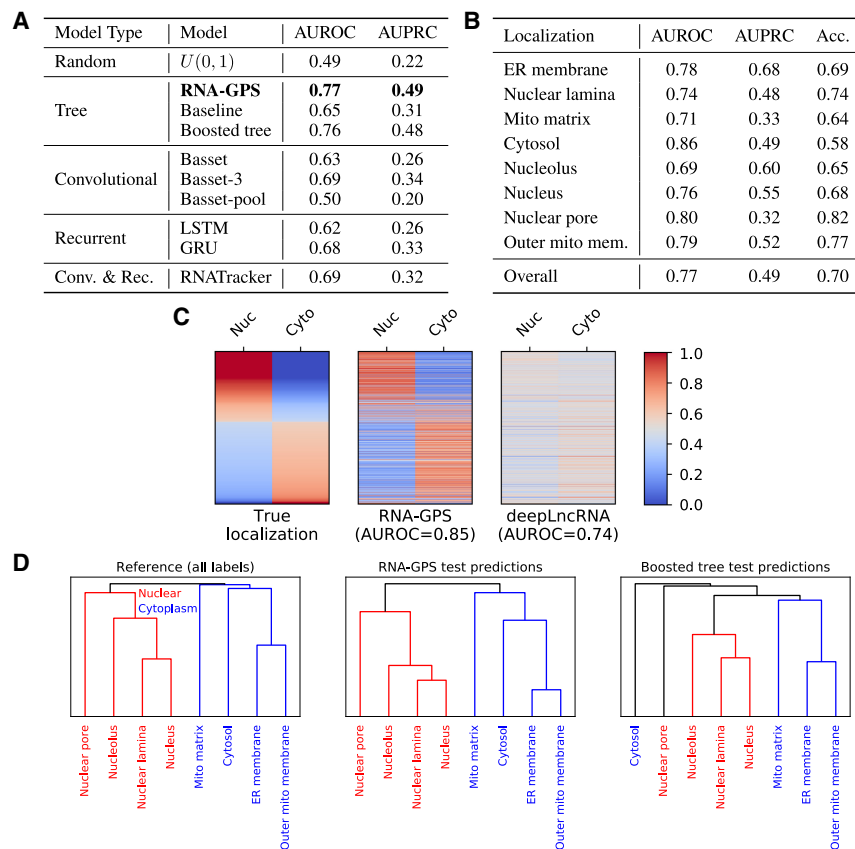 A
Model Type Model AUROC AUPRC
Random U(0, 1) 0.49 0.22
Tree RNA-GPS 0.77 0.49
Baseline 0.65 0.31
Boosted tree 0.76 0.48
Convolutional Basset 0.63 0.26
Basset-3 0.69 0.34
Basset-pool 0.50 0.20
Recurrent LSTM 0.62 0.26
GRU 0.68 0.33
Conv. & Rec. RNATracker 0.69 0.32
B
Localization AUROC AUPRC Acc.
ER membrane 0.78 0.68 0.69
Nuclear lamina 0.74 0.48 0.74
Mito matrix 0.71 0.33 0.64
Cytosol 0.86 0.49 0.58
Nucleolus 0.69 0.60 0.65
Nucleus 0.76 0.55 0.68
Nuclear pore 0.80 0.32 0.82
Outer mito mem. 0.79 0.52 0.77
Overall 0.77 0.49 0.70
C
Nuc Cyto
Nuc Cyto
Nuc Cyto
True
localization
RNA-GPS
(AUROC=0.85)
deepLncRNA
(AUROC=0.74)
1.0
0.8
0.6
0.4
0.2
0.0
D
Reference (all labels)
Nuclear
Cytoplasm
Nuclear pore
Nucleolus
Nuclear lamina
Nucleus
Mito matrix
Cytosol
ER membrane
Outer mito membrane
RNA-GPS test predictions
Nuclear pore
Nucleolus
Nuclear lamina
Nucleus
Mito matrix
Cytosol
ER membrane
Outer mito membrane
Boosted tree test predictions
Cytosol
Nuclear pore
Nucleolus
Nuclear lamina
Nucleus
Mito matrix
ER membrane
Outer mito membrane